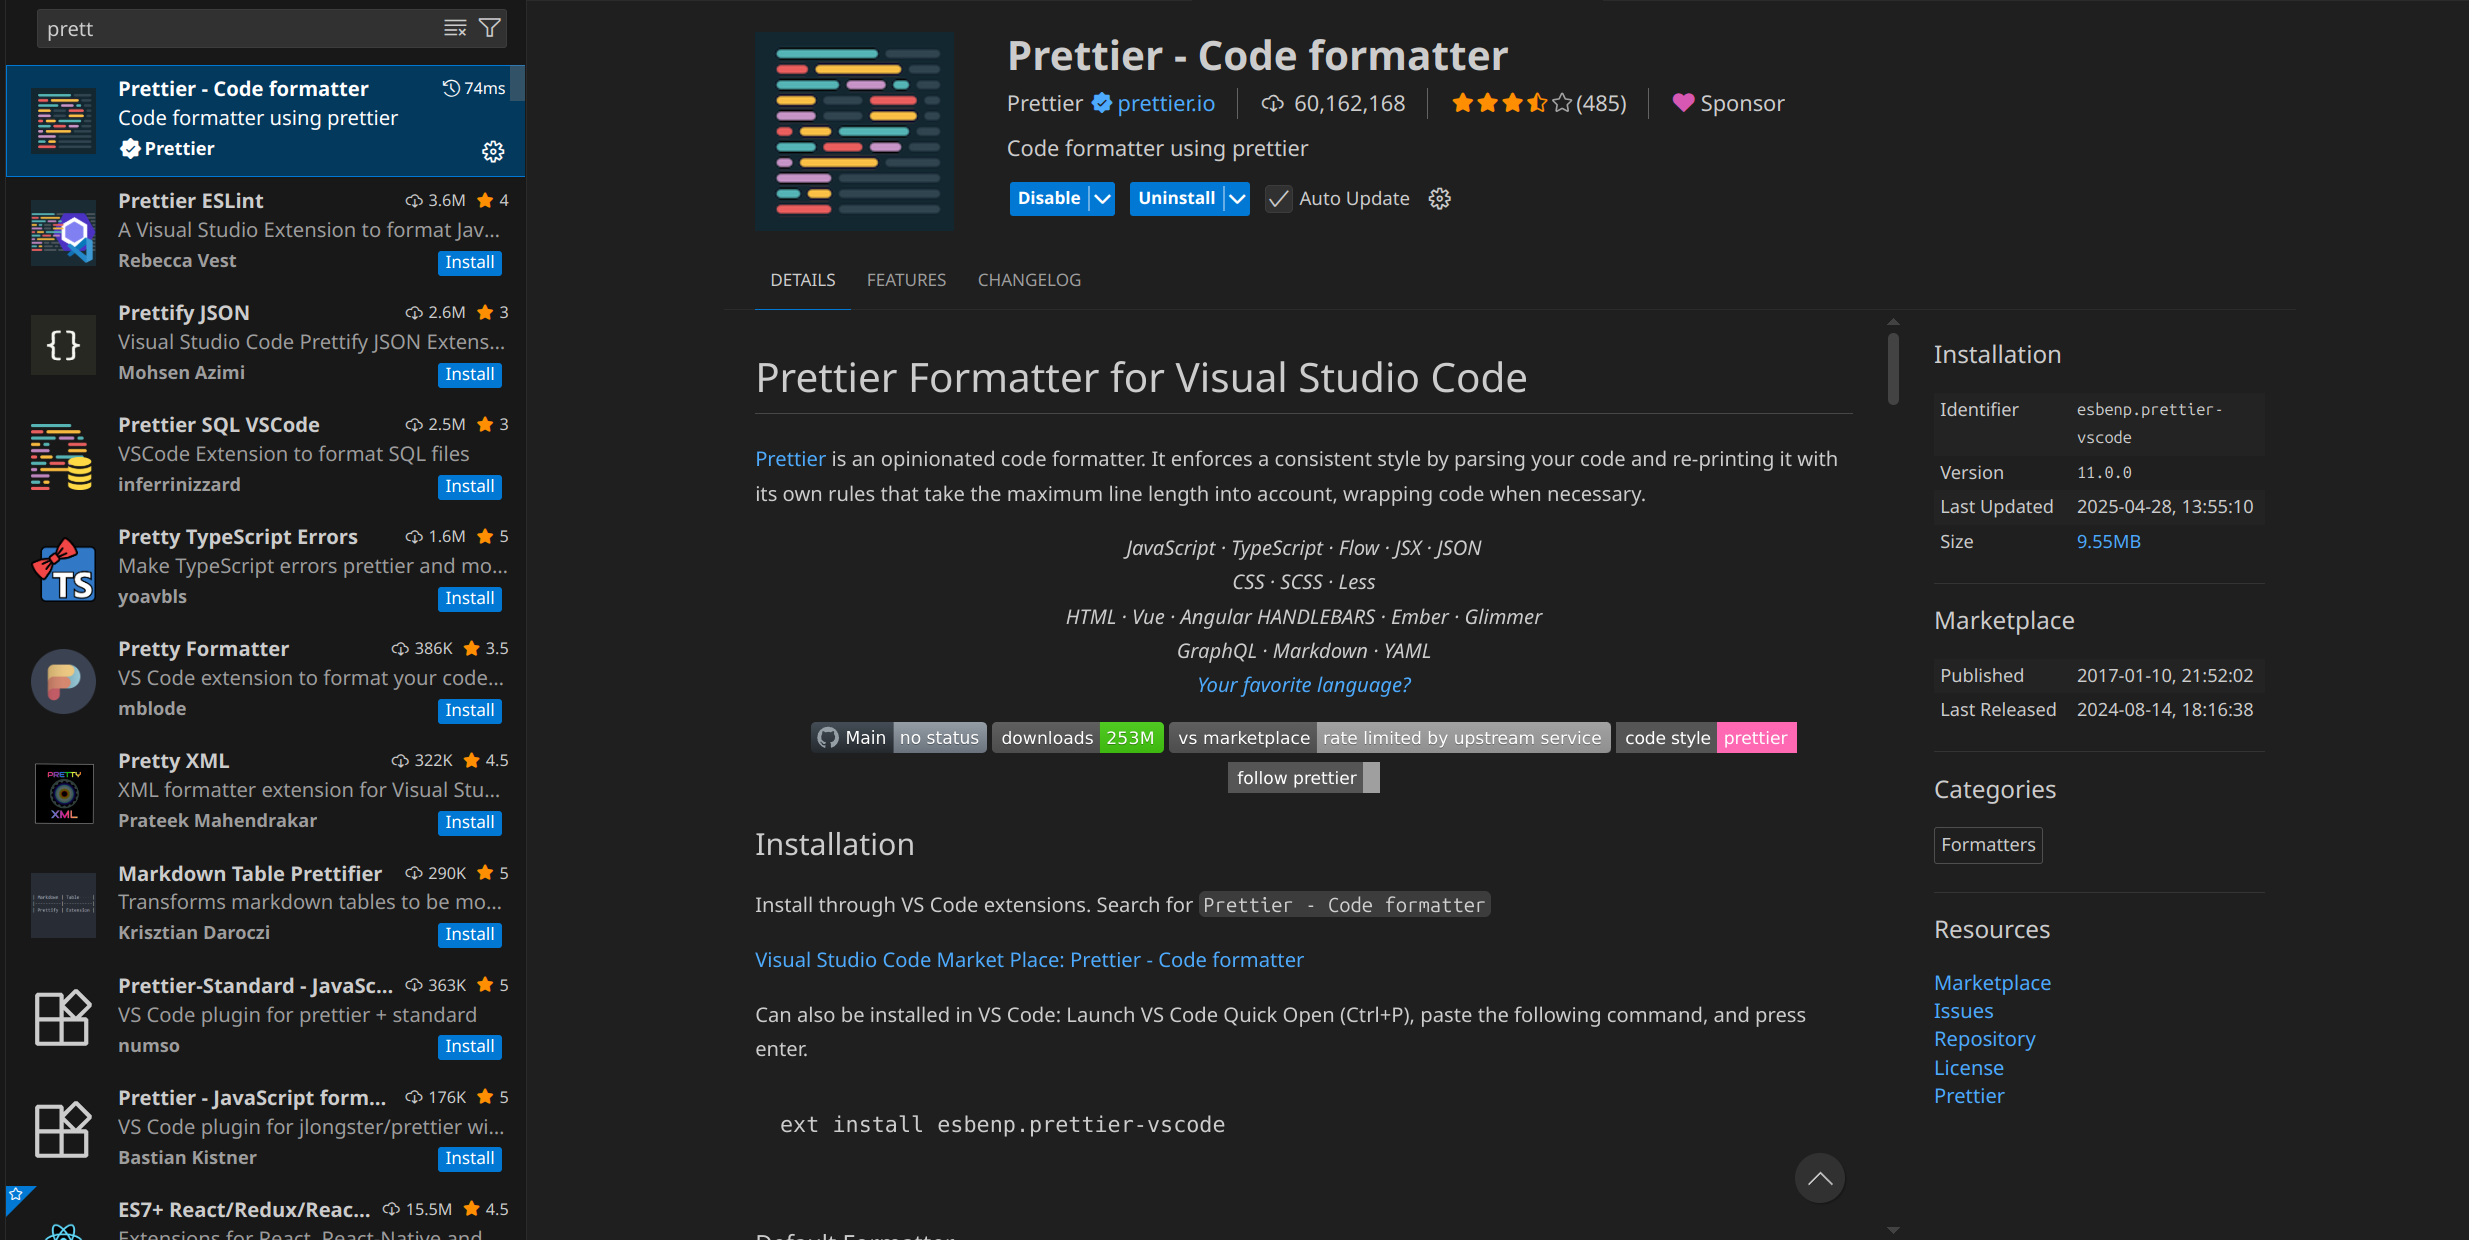 prett
Prettier - Code formatter 74ms
Code formatter using prettier
Prettier
Prettier ESLint 3.6M 4
A Visual Studio Extension to format Jav...
Rebecca Vest Install
Prettify JSON 2.6M 3
Visual Studio Code Prettify JSON Extens...
Mohsen Azimi Install
Prettier SQL VSCode 2.5M 3
VSCode Extension to format SQL files
inferrinizzard Install
TS
Pretty TypeScript Errors 1.6M 5
Make TypeScript errors prettier and mo...
yoavbls Install
Pretty Formatter 386K 3.5
VS Code extension to format your code...
mblode Install
PRETTY
XML
Pretty XML 322K 4.5
XML formatter extension for Visual Stu...
Prateek Mahendrakar Install
Markdown Table Prettifier 290K 5
Transforms markdown tables to be mo...
Krisztian Daroczi Install
Prettier-Standard - JavaSc... 363K 5
VS Code plugin for prettier + standard
numso Install
Prettier - JavaScript form... 176K 5
VS Code plugin for jlongster/prettier wi...
Bastian Kistner Install
ES7+ React/Redux/Reac... 15.5M 4.5
Extensions for React, React-Native and
Prettier - Code formatter
Prettier prettier.io 60,162,168 (485) Sponsor
Code formatter using prettier
Disable Uninstall Auto Update
DETAILS FEATURES CHANGELOG
Prettier Formatter for Visual Studio Code
Prettier is an opinionated code formatter. It enforces a consistent style by parsing your code and re-printing it with
its own rules that take the maximum line length into account, wrapping code when necessary.
JavaScript · TypeScript · Flow · JSX · JSON
CSS · SCSS · Less
HTML · Vue · Angular HANDLEBARS · Ember · Glimmer
GraphQL · Markdown · YAML
Your favorite language?
Main no status downloads 253M vs marketplace rate limited by upstream service code style prettier
follow prettier
Installation
Install through VS Code extensions. Search for Prettier - Code formatter
Visual Studio Code Market Place: Prettier - Code formatter
Can also be installed in VS Code: Launch VS Code Quick Open (Ctrl+P), paste the following command, and press
enter.
ext install esbenp.prettier-vscode
Default Formatter
Installation
Identifier esbenp.prettier-
vscode
Version 11.0.0
Last Updated 2025-04-28, 13:55:10
Size 9.55MB
Marketplace
Published 2017-01-10, 21:52:02
Last Released 2024-08-14, 18:16:38
Categories
Formatters
Resources
Marketplace
Issues
Repository
License
Prettier